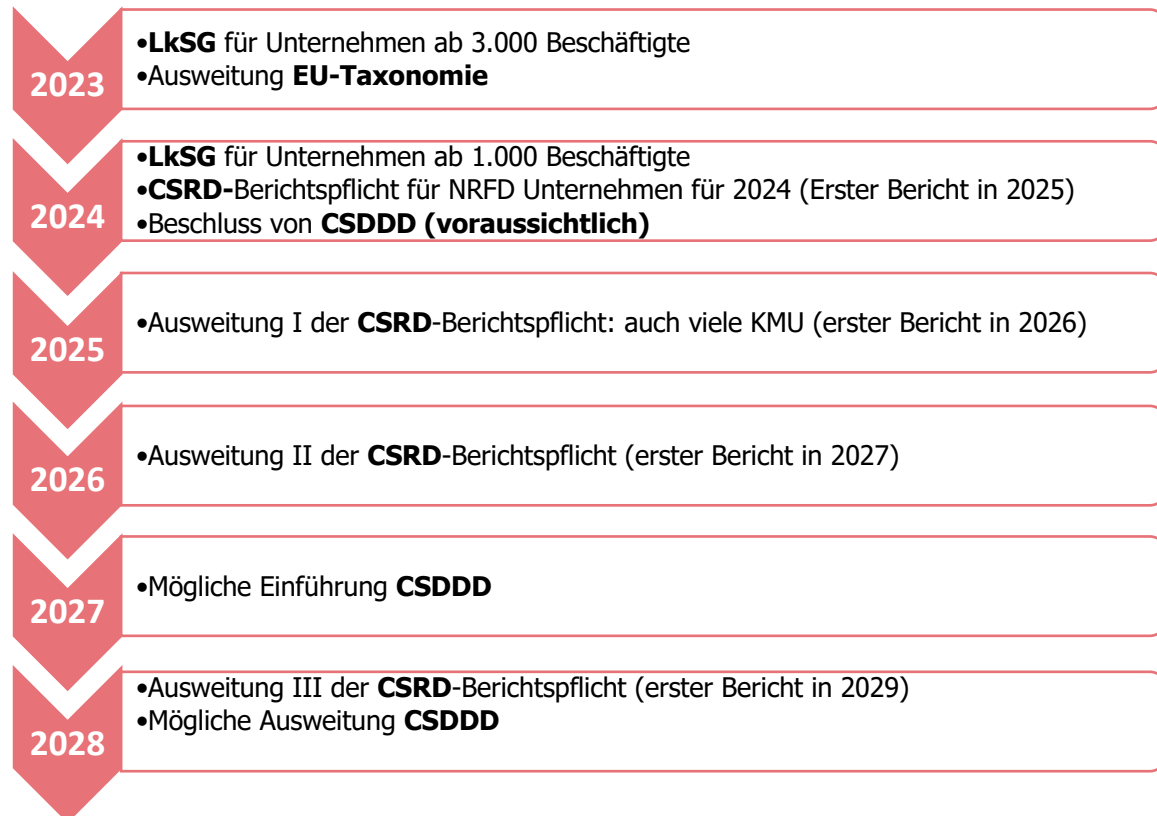 2023
•LkSG für Unternehmen ab 3.000 Beschäftigte
•Ausweitung EU-Taxonomie
2024
•LkSG für Unternehmen ab 1.000 Beschäftigte
•CSRD-Berichtspflicht für NRFD Unternehmen für 2024 (Erster Bericht in 2025)
•Beschluss von CSDDD (voraussichtlich)
2025
•Ausweitung I der CSRD-Berichtspflicht: auch viele KMU (erster Bericht in 2026)
2026
•Ausweitung II der CSRD-Berichtspflicht (erster Bericht in 2027)
2027
•Mögliche Einführung CSDDD
2028
•Ausweitung III der CSRD-Berichtspflicht (erster Bericht in 2029)
•Mögliche Ausweitung CSDDD